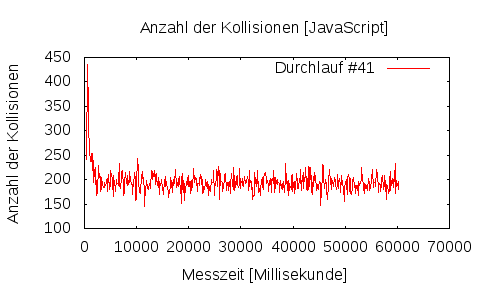 Anzahl der Kollisionen [JavaScript]
Durchlauf #41
Anzahl der Kollisionen
450
400
350
300
250
200
150
100
0 10000 20000 30000 40000 50000 60000 70000
Messzeit [Millisekunde]